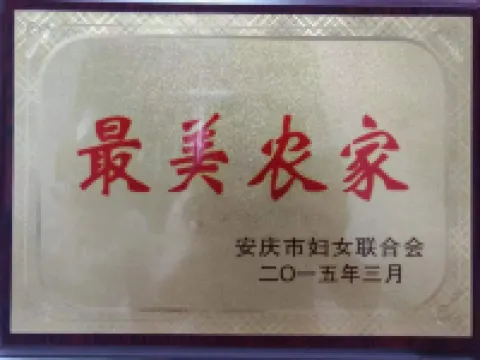 最美农家
安庆市妇女联合会
二〇一五年三月